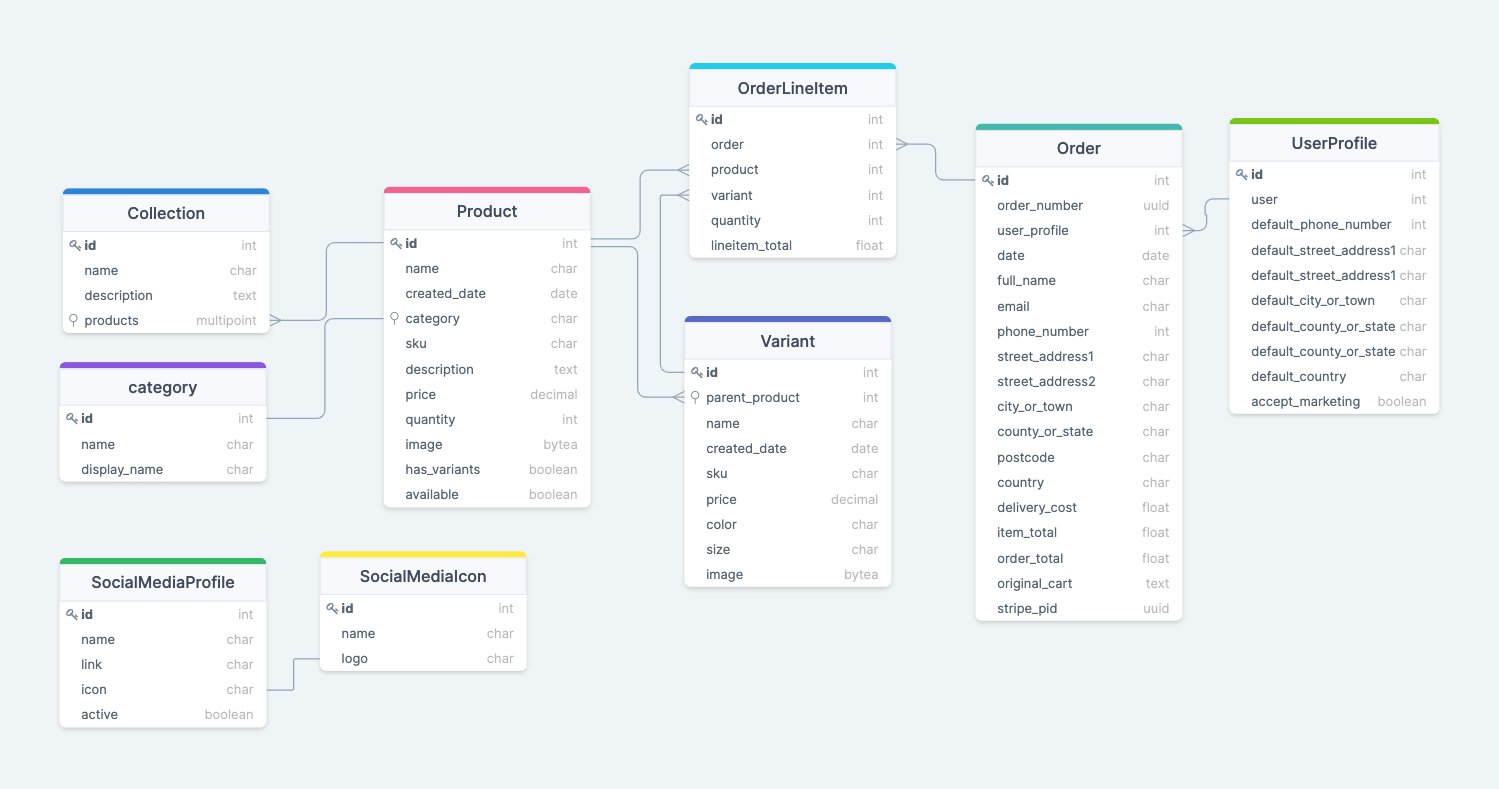 Collection
id int
name char
description text
products multipoint
category
id int
name char
display_name char
SocialMediaProfile
id int
name char
link char
icon char
active boolean
SocialMediaIcon
id int
name char
logo char
Product
id int
name char
created_date date
category char
sku char
description text
price decimal
quantity int
image bytea
has_variants boolean
available boolean
OrderLineItem
id int
order int
product int
variant int
quantity int
lineitem_total float
Variant
id int
parent_product int
name char
created_date date
sku char
price decimal
color char
size char
image bytea
Order
id int
order_number uuid
user_profile int
date date
full_name char
email char
phone_number int
street_address1 char
street_address2 char
city_or_town char
county_or_state char
postcode char
country char
delivery_cost float
item_total float
order_total float
original_cart text
stripe_pid uuid
UserProfile
id int
user int
default_phone_number int
default_street_address1 char
default_street_address1 char
default_city_or_town char
default_county_or_state char
default_county_or_state char
default_country char
accept_marketing boolean